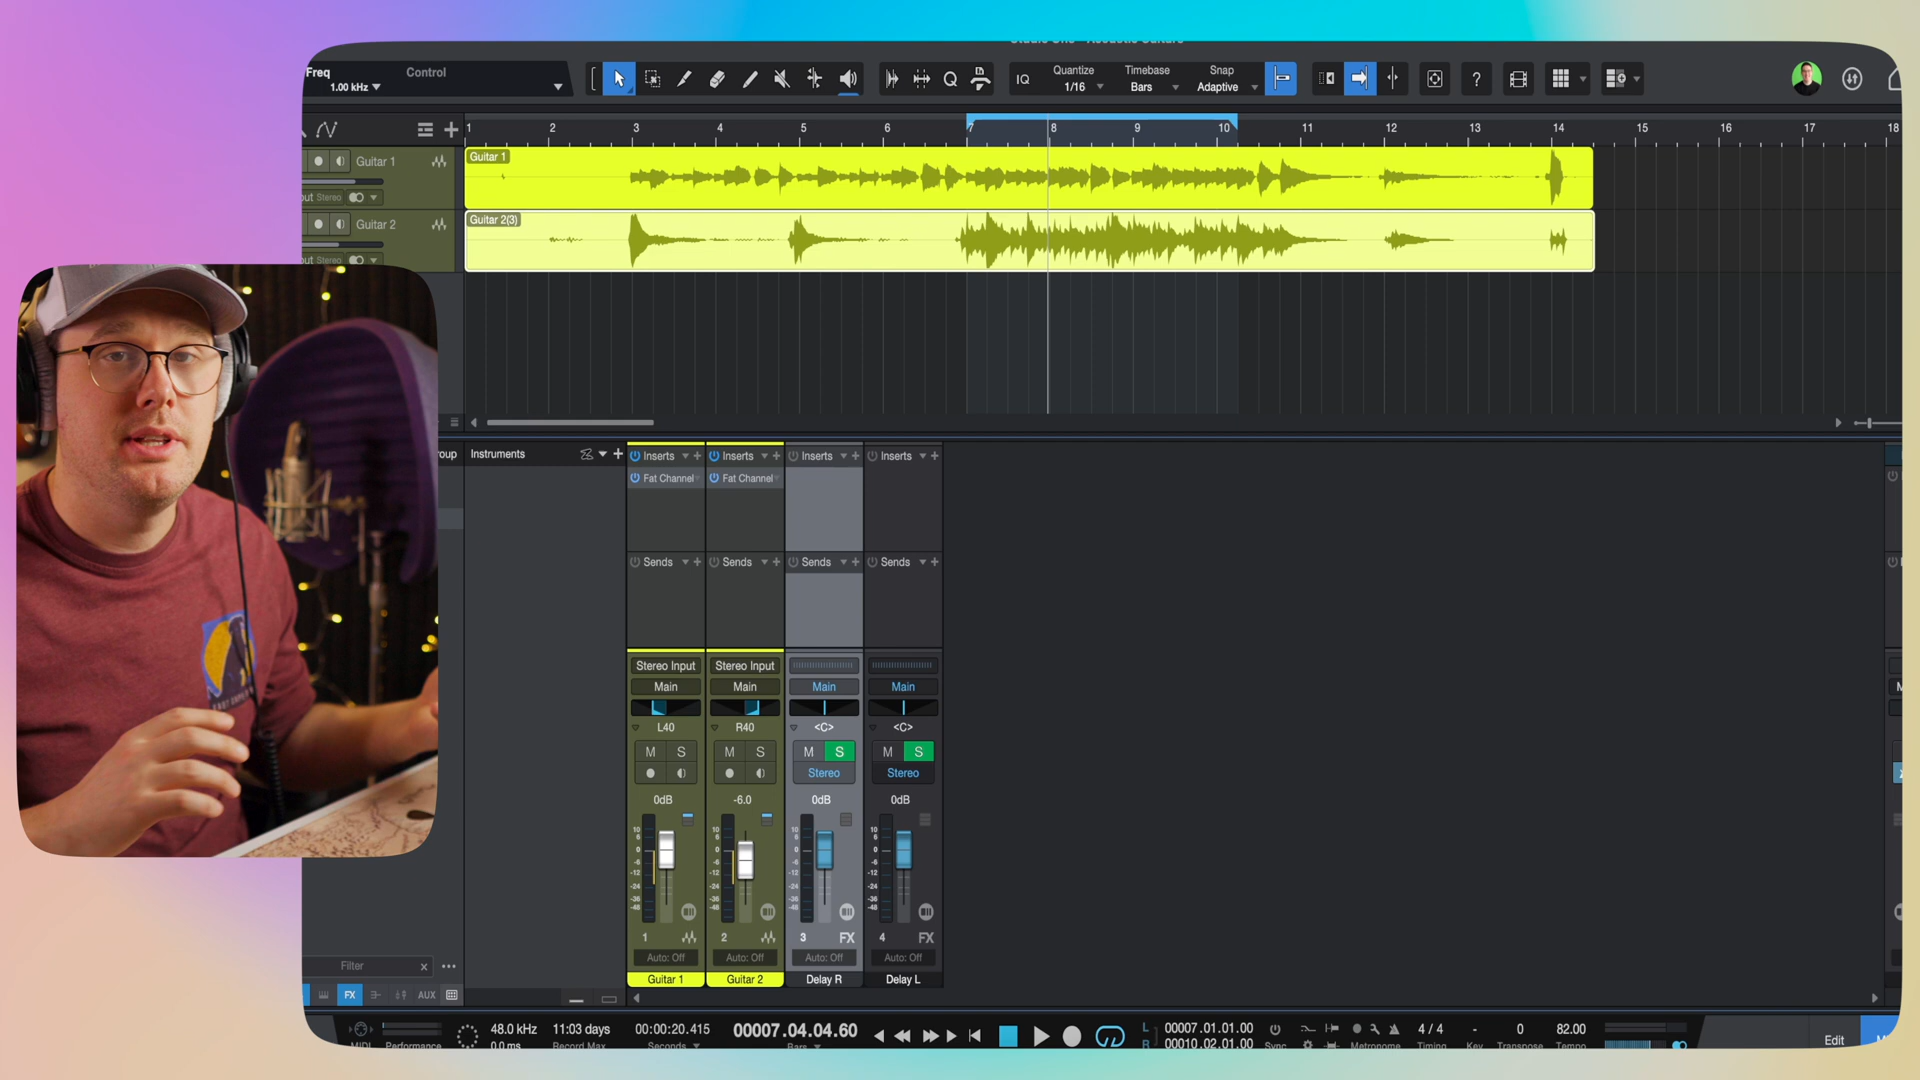 Freq
1.00 kHz
Control
IQ
Quantize
1/16
Timebase
Bars
Snap
Adaptive
?
1 2 3 4 5 6 7 8 9 10 11 12 13 14 15 16 17 18
Guitar 1
Stereo
Guitar 1
Guitar 2
Stereo
Guitar 2(3)
Instruments
Inserts Inserts Inserts Inserts
Fat Channel Fat Channel
Sends Sends Sends Sends
Stereo Input Stereo Input
Main Main Main Main
L40 R40 <C> <C>
M S M S M S M S
Stereo Stereo
0dB -6.0 0dB 0dB
10 6 0 -6 -12 -24 -36 -48
10 6 0 -6 -12 -24 -36 -48
10 6 0 -6 -12 -24 -36 -48
10 6 0 -6 -12 -24 -36 -48
1 2 3 FX 4 FX
Auto: Off Auto: Off Auto: Off Auto: Off
Guitar 1 Guitar 2 Delay R Delay L
Filter
FX AUX
MIDI
Performance
48.0 kHz
0.0 ms
11:03 days
Record Max
00:00:20.415
Seconds
00007.04.04.60
Bars
L 00007.01.01.00
R 00010.02.01.00
Sync
Metronome
4 / 4
Timing
-
Key
0
Transpose
82.00
Tempo
Edit